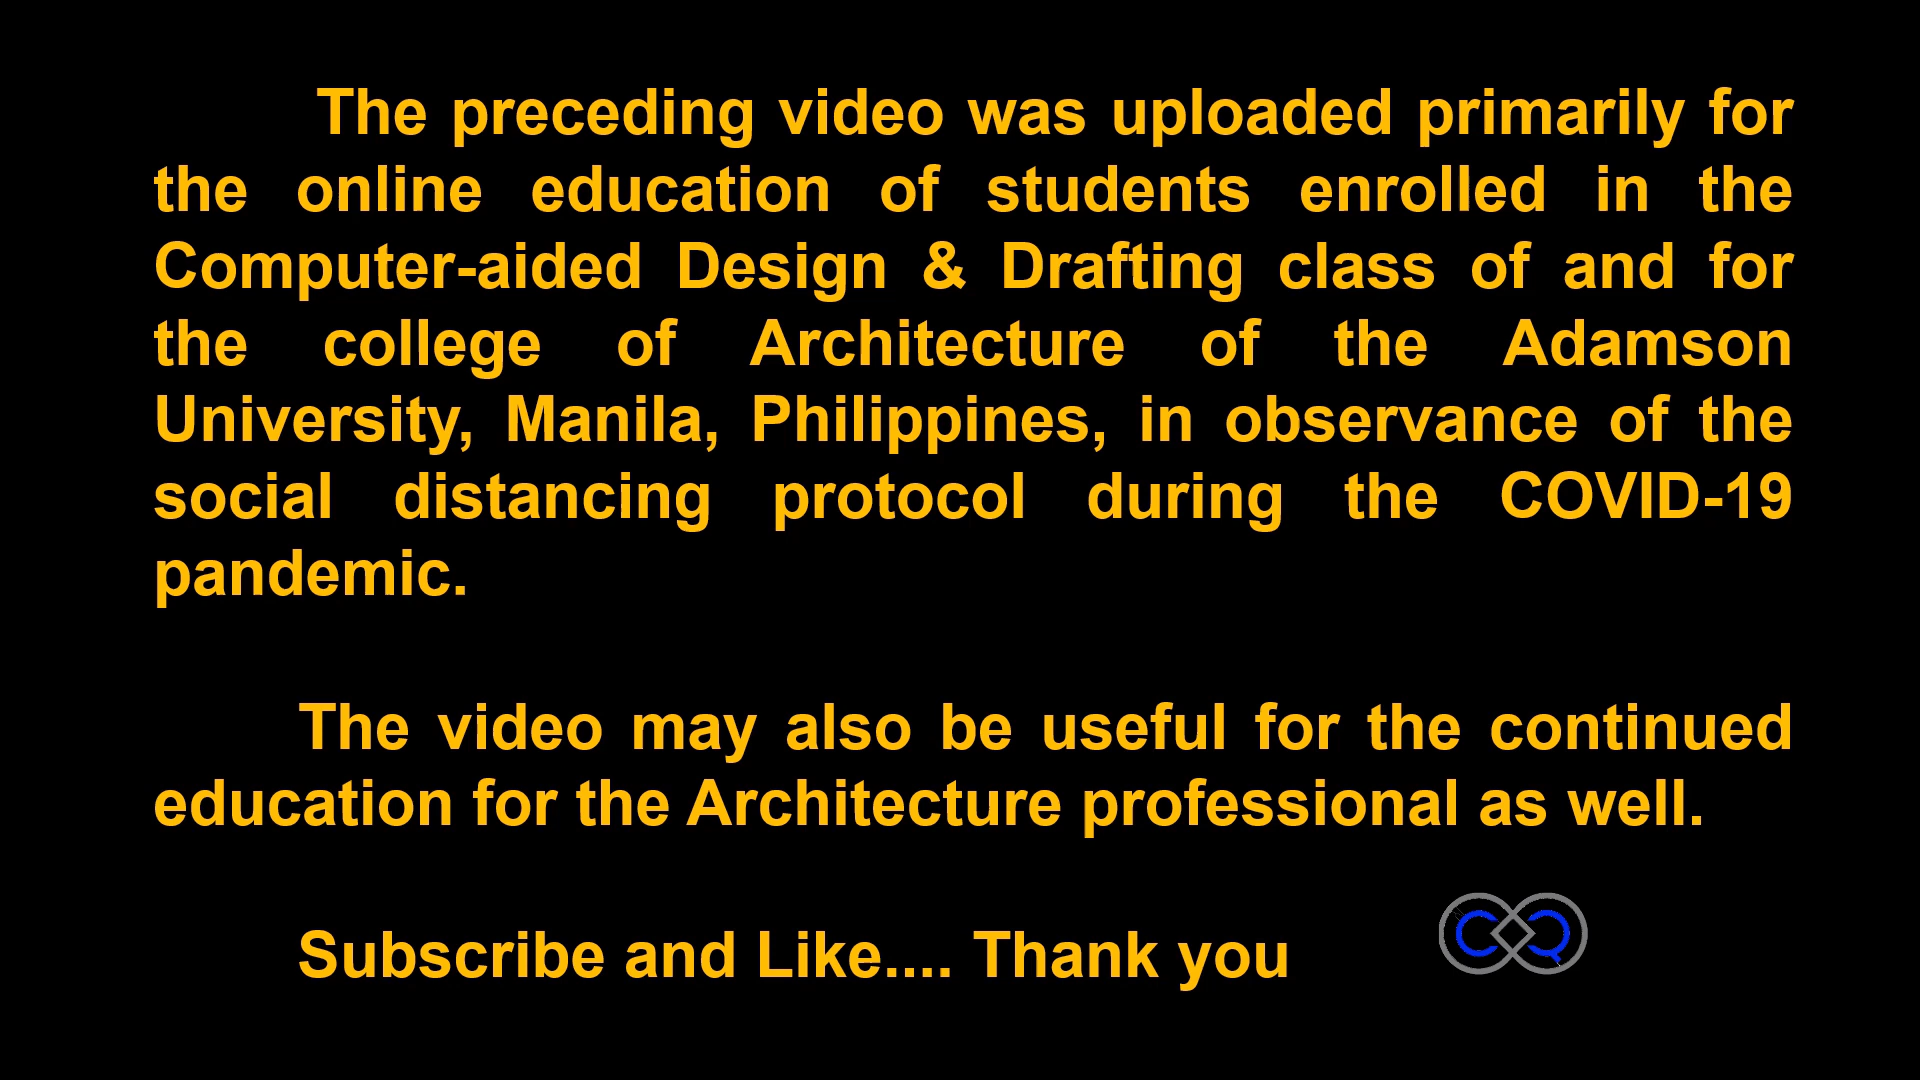 The preceding video was uploaded primarily for
the online education of students enrolled in the
Computer-aided Design & Drafting class of and for
the college of Architecture of the Adamson
University, Manila, Philippines, in observance of the
social distancing protocol during the COVID-19
pandemic.
The video may also be useful for the continued
education for the Architecture professional as well.
Subscribe and Like.... Thank you